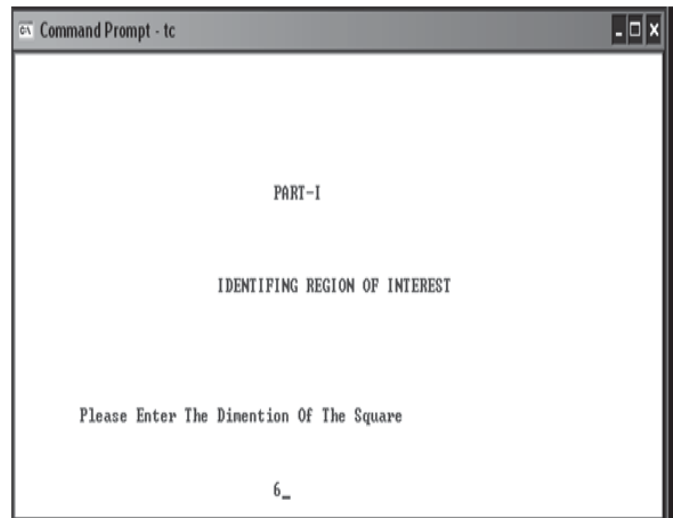 Command Prompt - tc
PART-I
IDENTIFING REGION OF INTEREST
Please Enter The Dimention Of The Square
6_